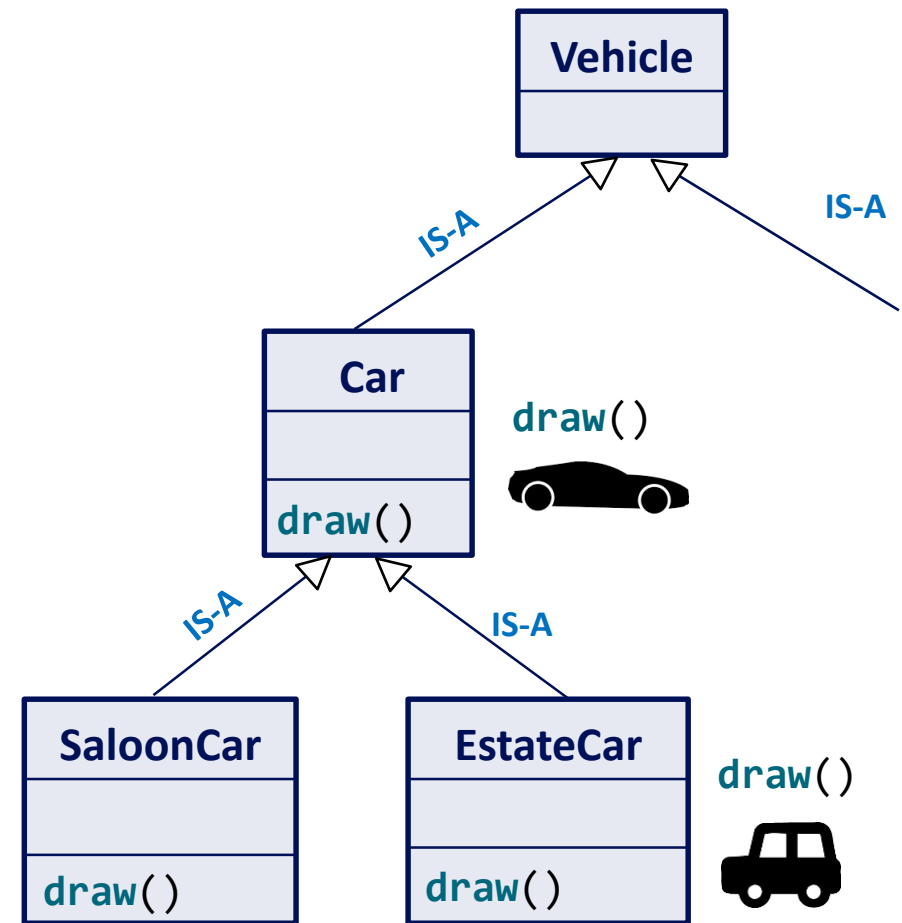 Vehicle
IS-A
IS-A
Car
draw()
draw()
IS-A
IS-A
SaloonCar
EstateCar
draw()
draw()
draw()